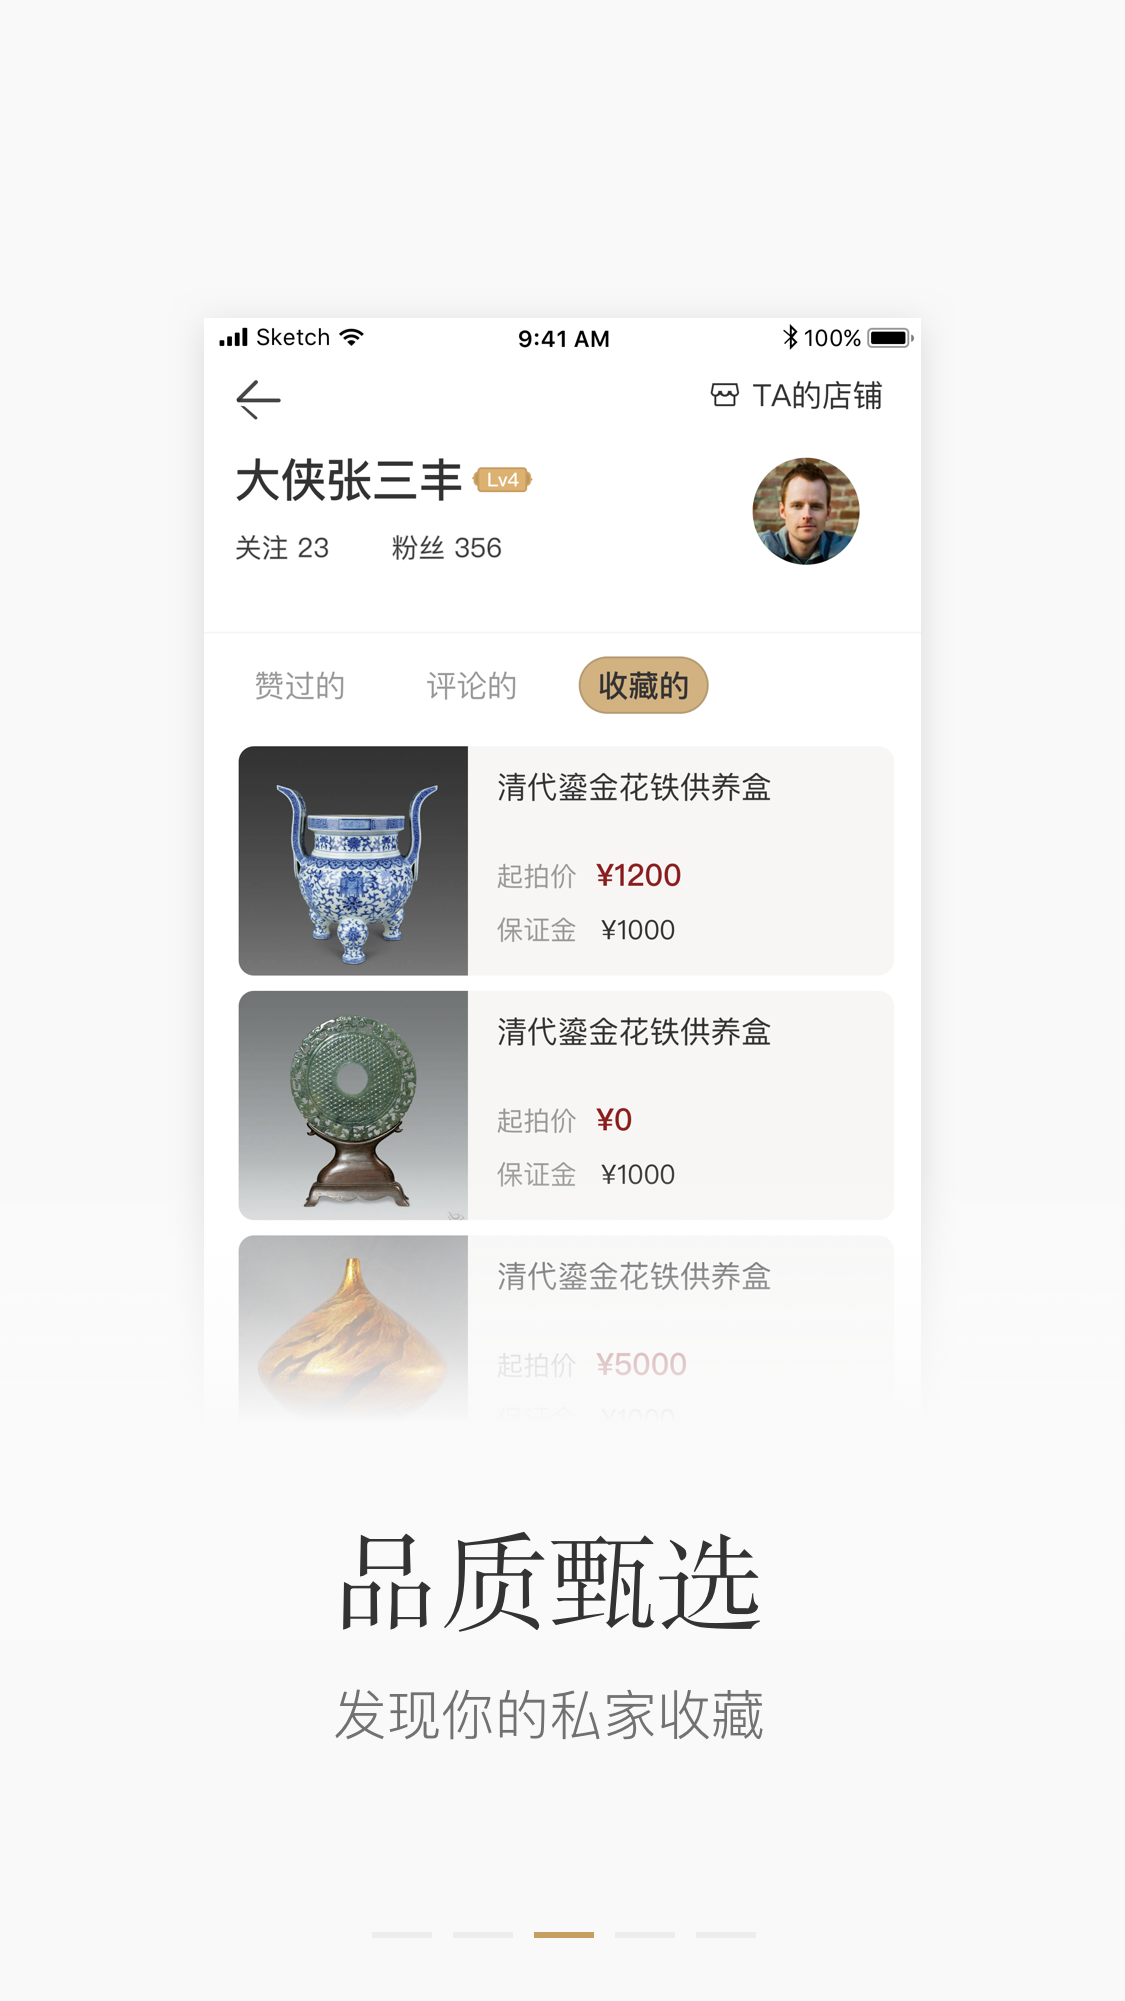 Sketch 9:41 AM 100%
TA的店铺
大侠张三丰 Lv4
关注 23 粉丝 356
赞过的 评论的 收藏的
清代鎏金花铁供养盒
起拍价 ¥1200
保证金 ¥1000
清代鎏金花铁供养盒
起拍价 ¥0
保证金 ¥1000
清代鎏金花铁供养盒
起拍价 ¥5000
保证金 ¥1000
品质甄选
发现你的私家收藏